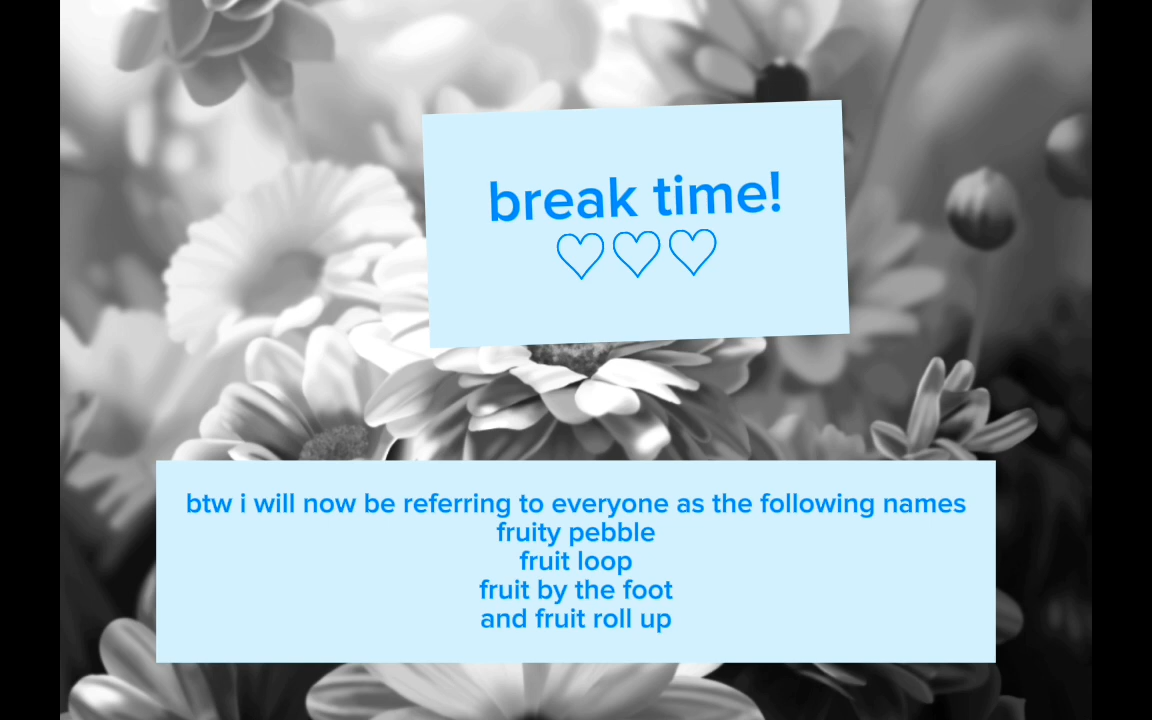 break time!
♡♡♡
btw i will now be referring to everyone as the following names
fruity pebble
fruit loop
fruit by the foot
and fruit roll up